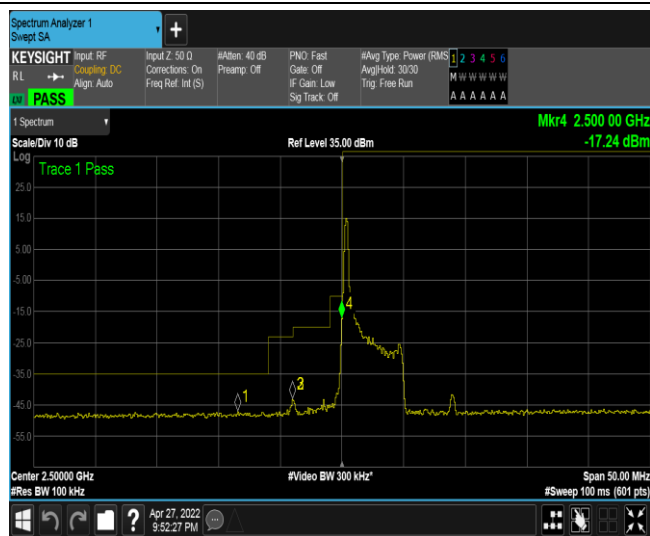 Spectrum Analyzer 1
Swept SA
+
KEYSIGHT Input: RF Input Z: 50 Ω #Atten: 40 dB PNO: Fast #Avg Type: Power (RMS 1 2 3 4 5 6
RL Coupling: DC Corrections: On Preamp: Off Gate: Off Avg|Hold: 30/30 M W W W W W
Align: Auto Freq Ref: Int (S) IF Gain: Low Trig: Free Run
LXI PASS Sig Track: Off A A A A A A
1 Spectrum Mkr4 2.500 00 GHz
Scale/Div 10 dB Ref Level 35.00 dBm -17.24 dBm
Log
Trace 1 Pass
25.0
15.0
5.00
-5.00
-15.0
4
-25.0
-35.0
1
-45.0
-55.0
Center 2.50000 GHz #Video BW 300 kHz* Span 50.00 MHz
#Res BW 100 kHz #Sweep 100 ms (601 pts)
? Apr 27, 2022
9:52:27 PM